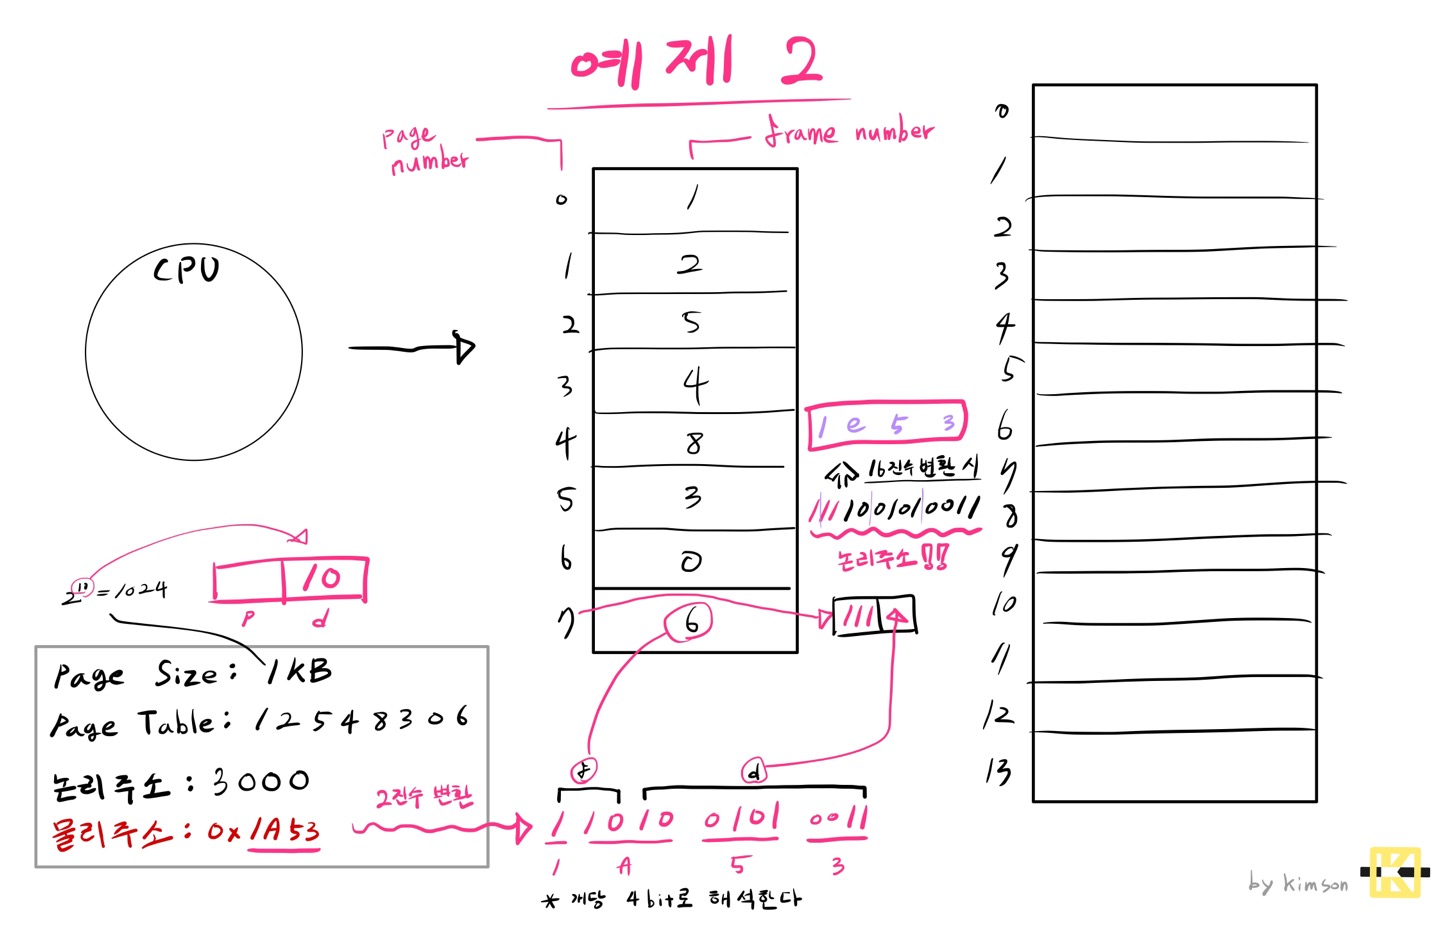 예제 2
page number
frame number
0 1
1 2
2 5
3 4
4 8
5 3
6 0
7 6
CPU
0
1
2
3
4
5
6
7
8
9
10
11
12
13
1 e 5 3
16진수 변환 시
1111001010011
논리주소!!
111
2^10 = 1024
10
p d
Page Size: 1KB
Page Table: 1 2 5 4 8 3 0 6
논리주소: 3000
물리주소: 0x1A53
2진수 변환
f d
1 1010 0101 0011
1 A 5 3
* 개당 4bit로 해석한다
by kimson
K